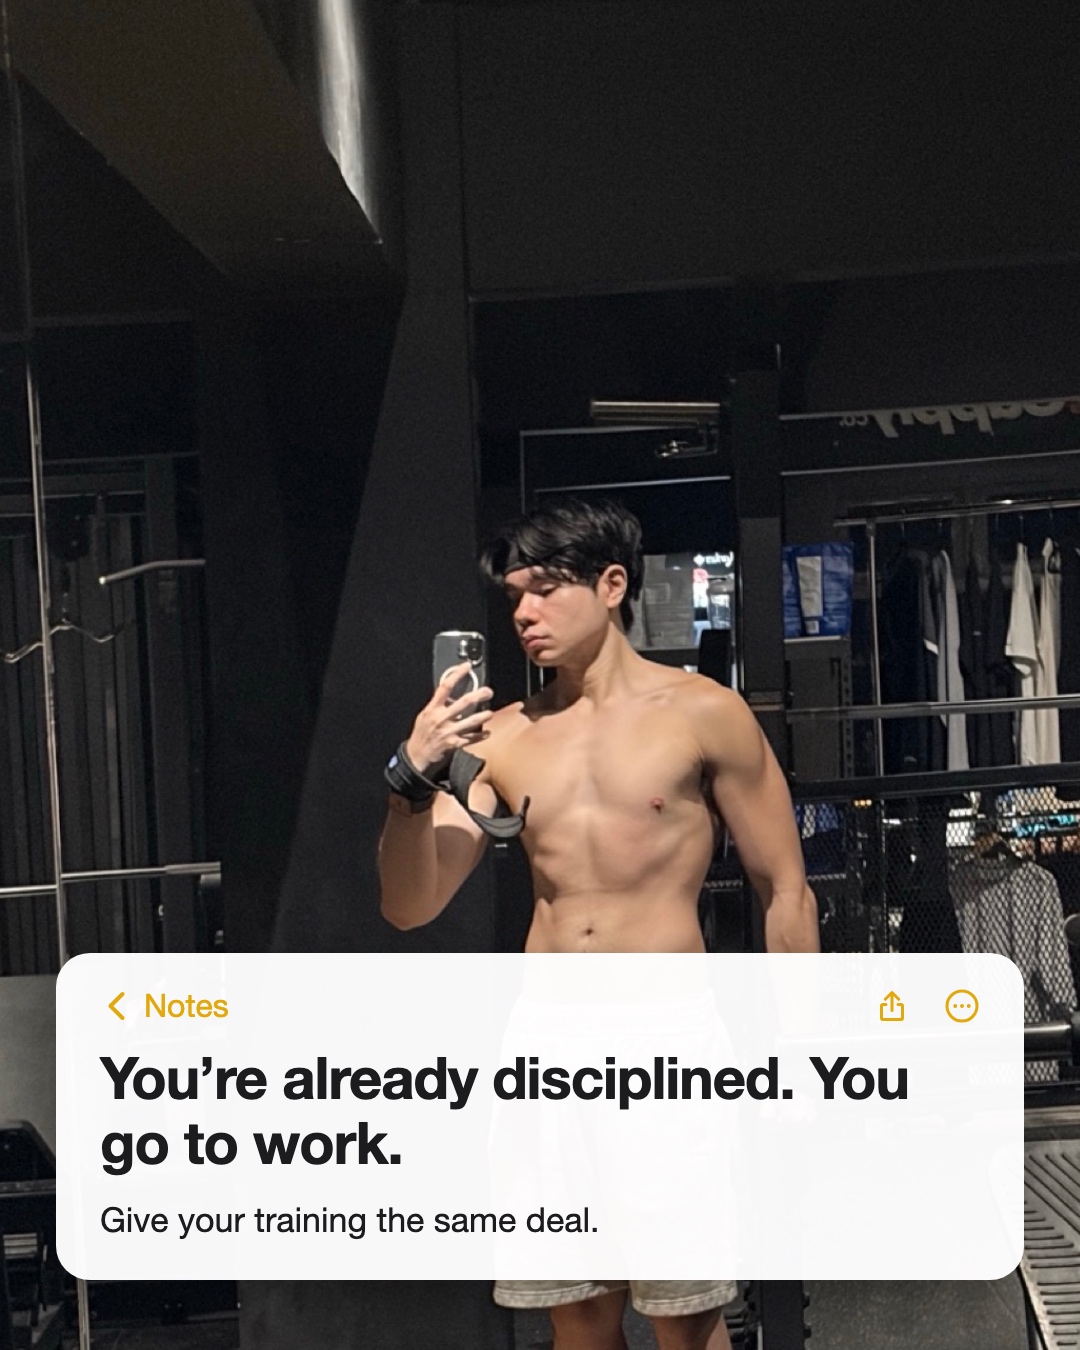 Notes
You’re already disciplined. You
go to work.
Give your training the same deal.